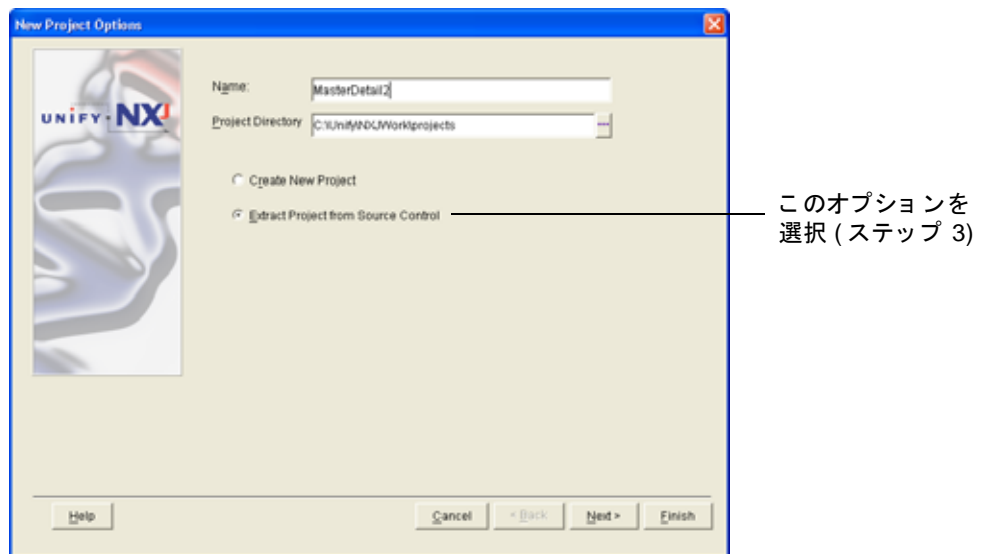 New Project Options
UNIFY NXJ
Name: MasterDetail2
Project Directory C:\Unify\NXJ\Work\projects ...
Create New Project
Extract Project from Source Control
このオプションを
選択 (ステップ 3)
Help Cancel < Back Next > Finish